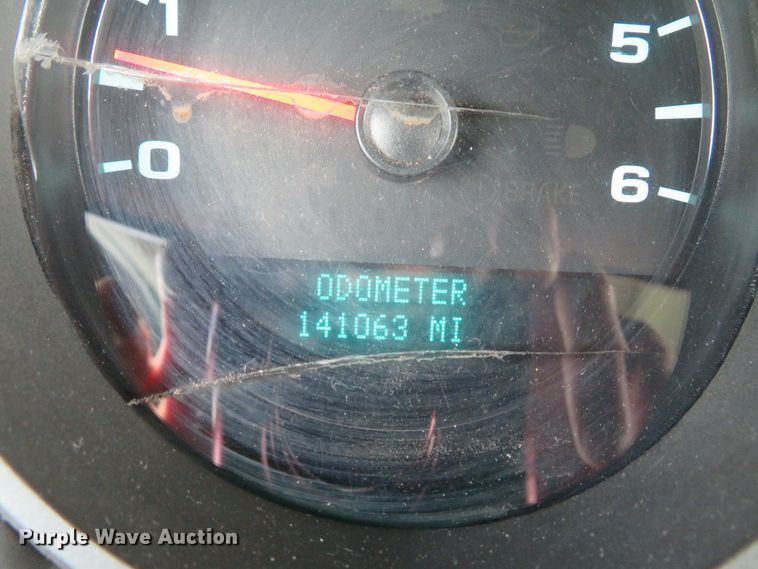 1
5
0
6
BRAKE
ODOMETER
141063 MI
Purple Wave Auction